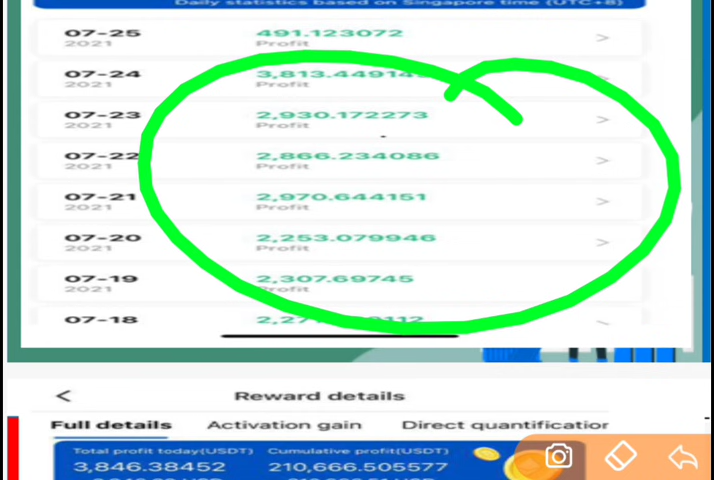 Daily statistics based on Singapore time (UTC+8)
07-25 491.123072
2021 Profit >
07-24
2021 Profit
07-23 2,930.172273
2021 Profit >
07-22 2,866.234086
2021 Profit >
07-21 2,970.644151
2021 Profit >
07-20 2,253.079946
2021 Profit >
07-19 2,307.69745
2021 Profit >
07-18
< Reward details
Full details Activation gain Direct quantification
Total profit today(USDT) Cumulative profit(USDT)
3,846.38452 210,666.505577